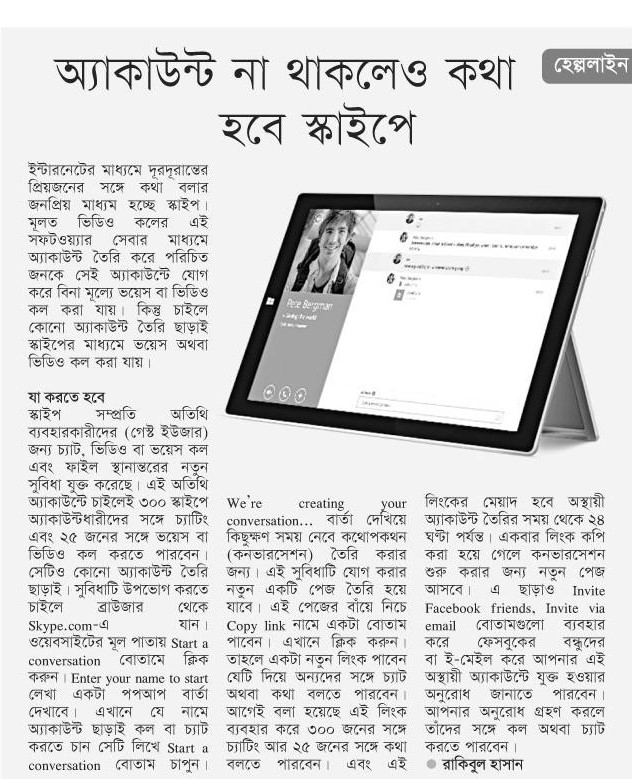 অ্যাকাউন্ট না থাকলেও কথা
হবে স্কাইপে
হেল্পলাইন
ইন্টারনেটের মাধ্যমে দূরদূরান্তের
প্রিয়জনের সঙ্গে কথা বলার
জনপ্রিয় মাধ্যম হচ্ছে স্কাইপ।
মূলত ভিডিও কলের এই
সফটওয়্যার সেবার মাধ্যমে
অ্যাকাউন্ট তৈরি করে পরিচিত
জনকে সেই অ্যাকাউন্টে যোগ
করে বিনা মূল্যে ভয়েস বা ভিডিও
কল করা যায়। কিন্তু চাইলে
কোনো অ্যাকাউন্ট তৈরি ছাড়াই
স্কাইপের মাধ্যমে ভয়েস অথবা
ভিডিও কল করা যায়।
যা করতে হবে
স্কাইপ সম্প্রতি অতিথি
ব্যবহারকারীদের (গেস্ট ইউজার)
জন্য চ্যাট, ভিডিও বা ভয়েস কল
এবং ফাইল স্থানান্তরের নতুন
সুবিধা যুক্ত করেছে। এই অতিথি
অ্যাকাউন্টে চাইলেই ৩০০ স্কাইপে
অ্যাকাউন্টধারীদের সঙ্গে চ্যাটিং
এবং ২৫ জনের সঙ্গে ভয়েস বা
ভিডিও কল করতে পারবেন।
সেটিও কোনো অ্যাকাউন্ট তৈরি
ছাড়াই। সুবিধাটি উপভোগ করতে
চাইলে ব্রাউজার থেকে
Skype.com-এ যান।
ওয়েবসাইটের মূল পাতায় Start a
conversation বোতামে ক্লিক
করুন। Enter your name to start
লেখা একটা পপআপ বার্তা
দেখাবে। এখানে যে নামে
অ্যাকাউন্ট ছাড়াই কল বা চ্যাট
করতে চান সেটি লিখে Start a
conversation বোতাম চাপুন।
We're creating your
conversation... বার্তা দেখিয়ে
কিছুক্ষণ সময় নেবে কথোপকথন
(কনভারসেশন) তৈরি করার
জন্য। এই সুবিধাটি যোগ করার
নতুন একটি পেজ তৈরি হয়ে
যাবে। এই পেজের বাঁয়ে নিচে
Copy link নামে একটা বোতাম
পাবেন। এখানে ক্লিক করুন।
তাহলে একটা নতুন লিংক পাবেন
যেটি দিয়ে অন্যদের সঙ্গে চ্যাট
অথবা কথা বলতে পারবেন।
আগেই বলা হয়েছে এই লিংক
ব্যবহার করে ৩০০ জনের সঙ্গে
চ্যাটিং আর ২৫ জনের সঙ্গে কথা
বলতে পারবেন। এবং এই
লিংকের মেয়াদ হবে অস্থায়ী
অ্যাকাউন্ট তৈরির সময় থেকে ২৪
ঘণ্টা পর্যন্ত। একবার লিংক কপি
করা হয়ে গেলে কনভারসেশন
শুরু করার জন্য নতুন পেজ
আসবে। এ ছাড়াও Invite
Facebook friends, Invite via
email বোতামগুলো ব্যবহার
করে ফেসবুকের বন্ধুদের
বা ই-মেইল করে আপনার এই
অস্থায়ী অ্যাকাউন্টে যুক্ত হওয়ার
অনুরোধ জানাতে পারবেন।
আপনার অনুরোধ গ্রহণ করলে
তাঁদের সঙ্গে কল অথবা চ্যাট
করতে পারবেন।
রাকিবুল হাসান
Pete Bergman